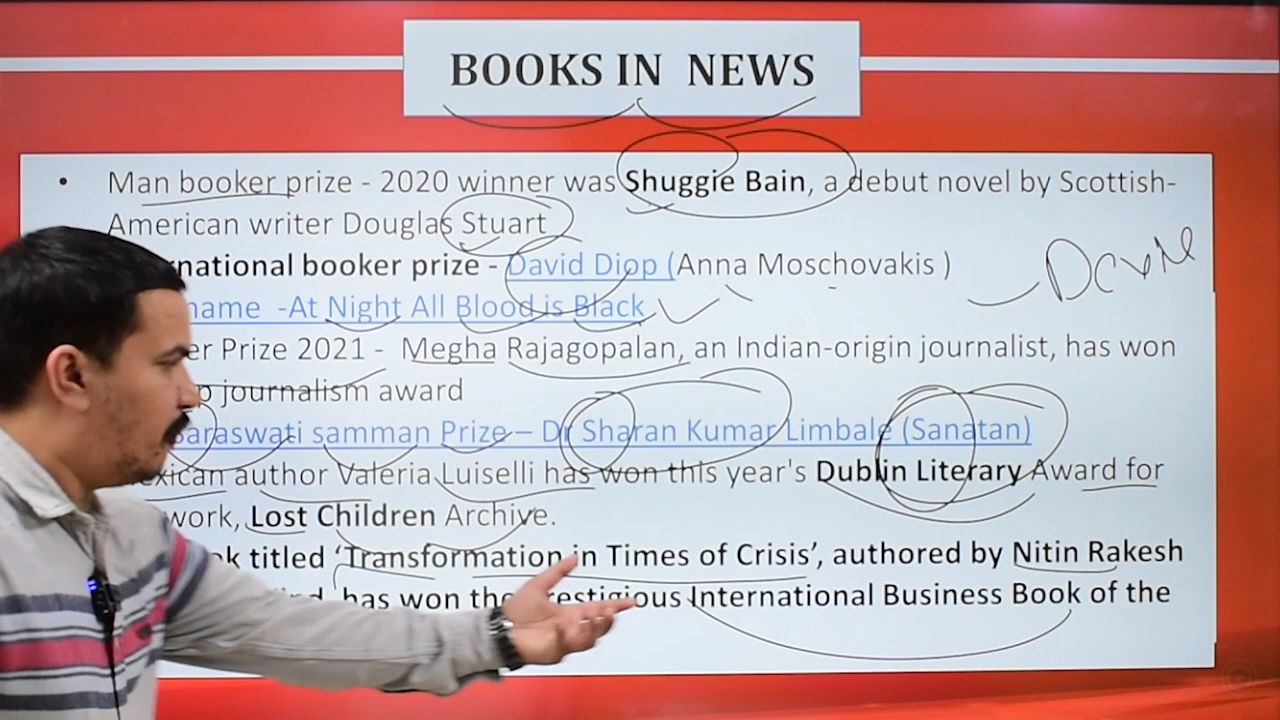 BOOKS IN NEWS
• Man booker prize - 2020 winner was Shuggie Bain, a debut novel by Scottish-
American writer Douglas Stuart
rnational booker prize - David Diop (Anna Moschovakis )
name -At Night All Blood is Black
er Prize 2021 - Megha Rajagopalan, an Indian-origin journalist, has won
p journalism award
Saraswati samman Prize – Dr Sharan Kumar Limbale (Sanatan)
exican author Valeria Luiselli has won this year's Dublin Literary Award for
work, Lost Children Archive.
ok titled ‘Transformation in Times of Crisis’, authored by Nitin Rakesh
has won the prestigious International Business Book of the